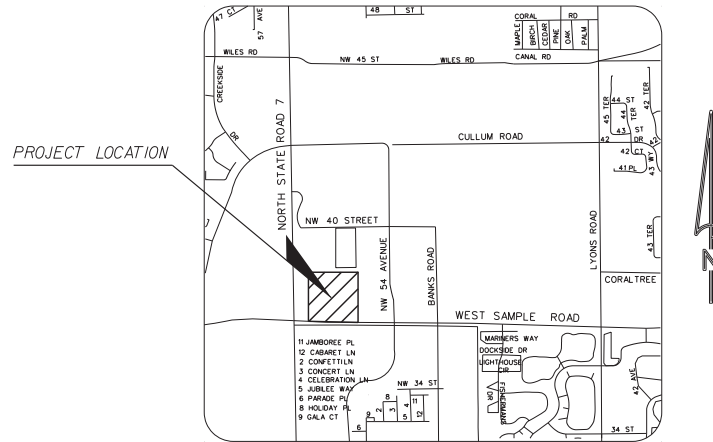 47 CT
57 AVE
48 ST
CORAL RD
MAPLE
BIRCH
CEDAR
PINE
OAK
PALM
CANAL RD
WILES RD
NW 45 ST
WILES RD
CREEKSIDE
DR
NORTH STATE ROAD 7
CULLUM ROAD
45 TER
44 ST
44 TER
43 ST
42 TER
42 DR
42
42 CT
41 PL
43 WY
PROJECT LOCATION
NW 40 STREET
NW 54 AVENUE
BANKS ROAD
LYONS ROAD
43 TER
CORALTREE
N
WEST SAMPLE ROAD
11 JAMBOREE PL
12 CABARET LN
2 CONFETTI LN
3 CONCERT LN
4 CELEBRATION LN
5 JUBILEE WAY
6 PARADE PL
8 HOLIDAY PL
9 GALA CT
NW 34 ST
8
11
9
2
3
4
5
12
6
MARINERS WAY
DOCKSIDE DR
LIGHTHOUSE
CIR
FISHERMANS
DR
42 AVE
34 ST